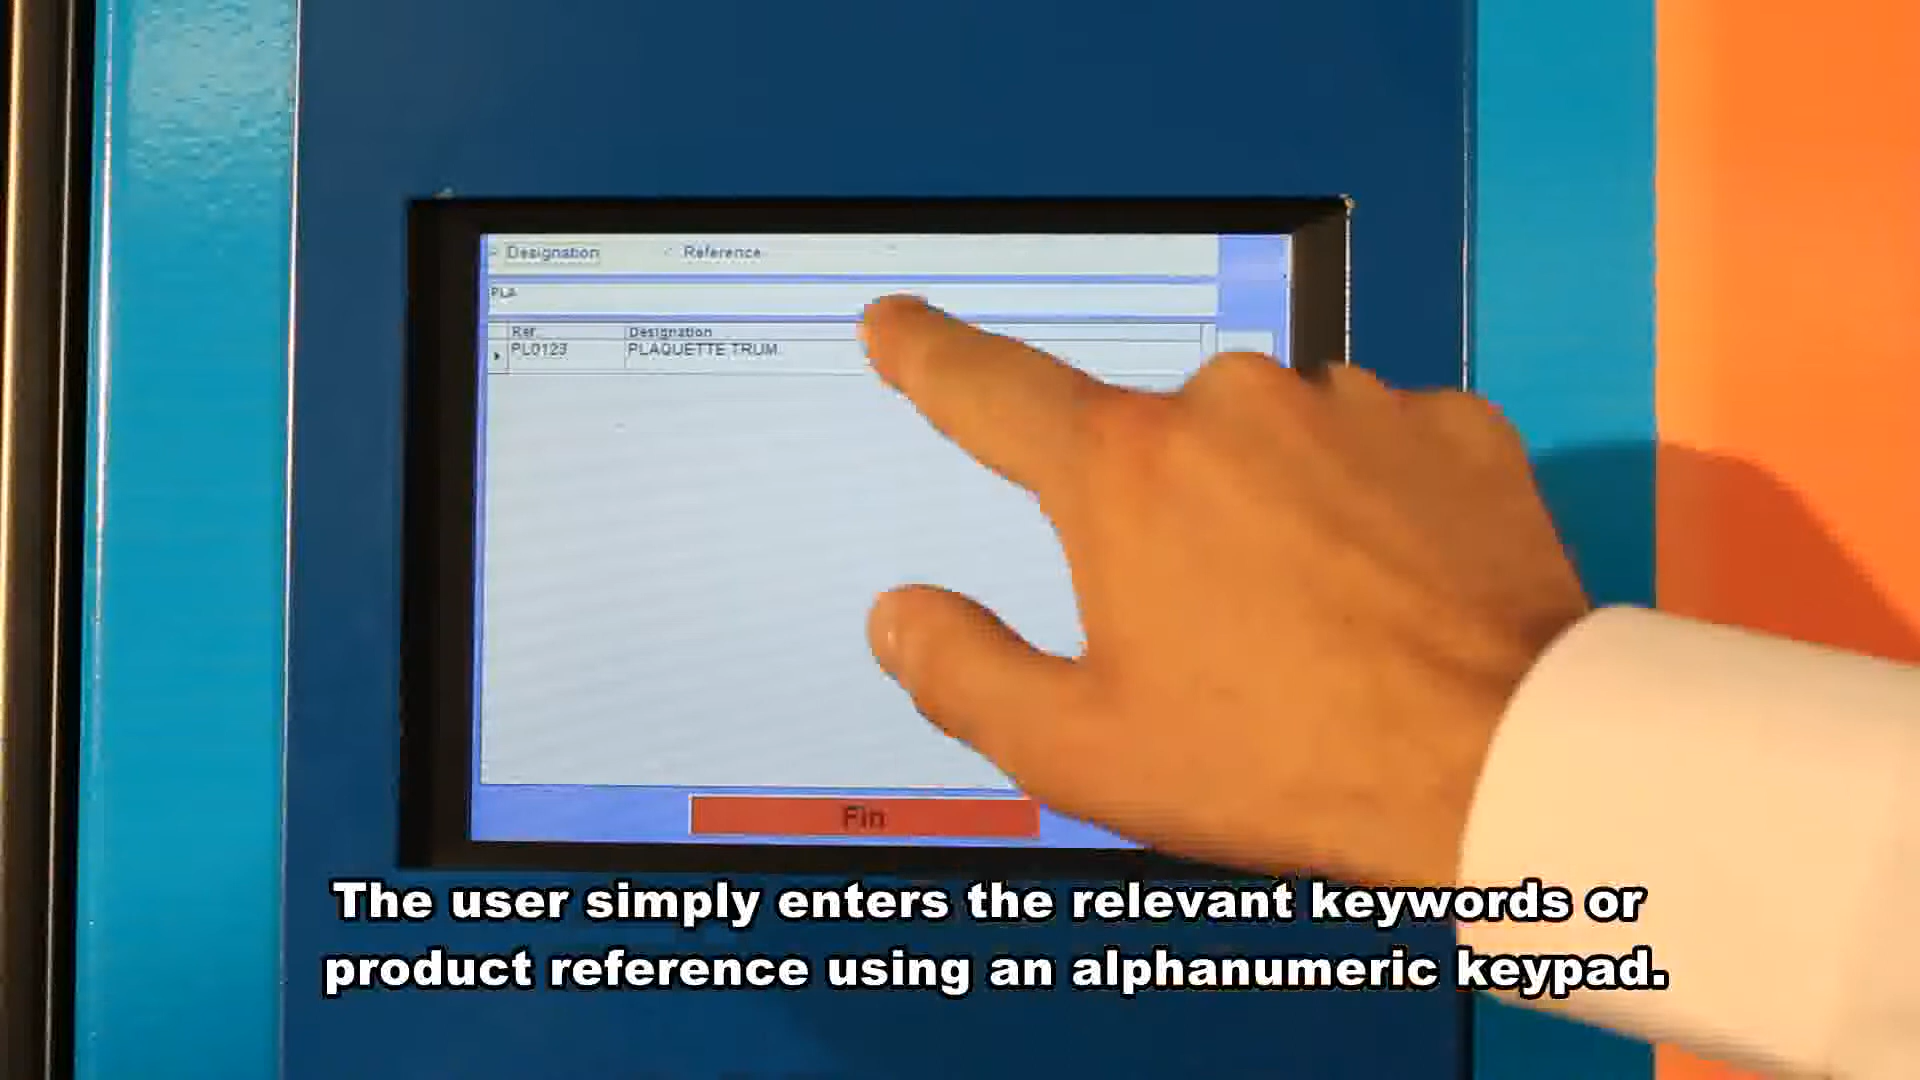 Designation Reference
PLA
Ref Designation
PL0123 PLAQUETTE TRUM
Fin
The user simply enters the relevant keywords or
product reference using an alphanumeric keypad.